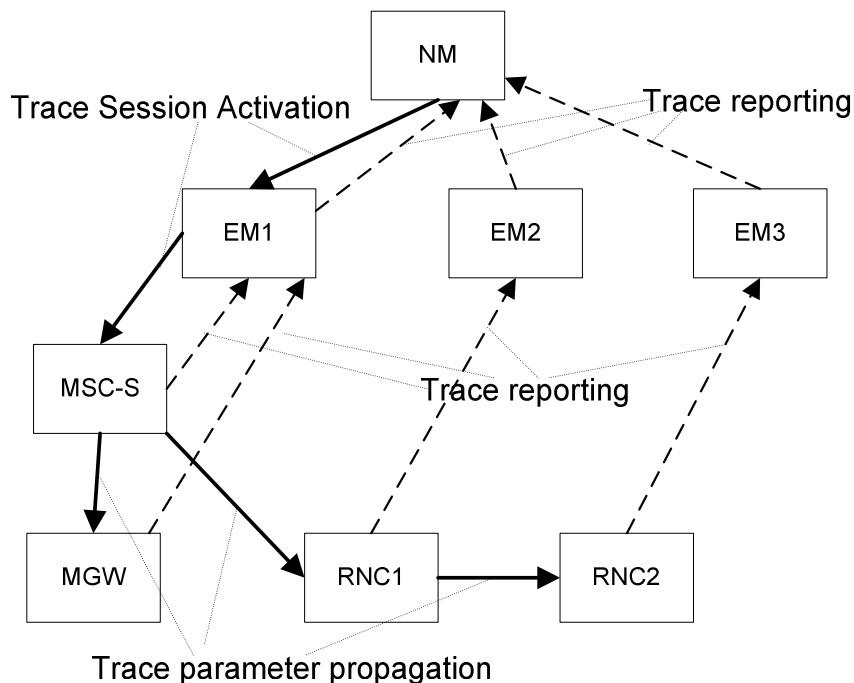 NM
Trace Session Activation
Trace reporting
EM1
EM2
EM3
MSC-S
Trace reporting
MGW
RNC1
RNC2
Trace parameter propagation